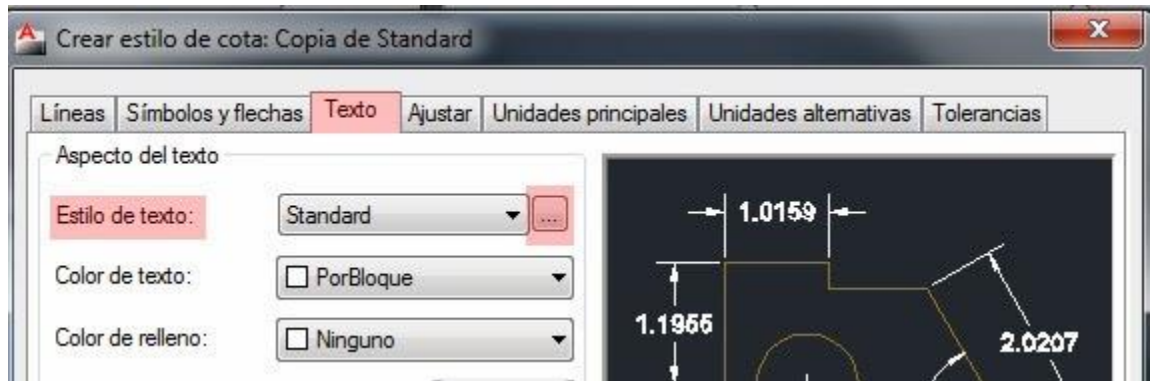 Crear estilo de cota: Copia de Standard
Líneas Símbolos y flechas Texto Ajustar Unidades principales Unidades alternativas Tolerancias
Aspecto del texto
Estilo de texto: Standard ...
Color de texto: PorBloque
Color de relleno: Ninguno
1.0159
1.1955
2.0207